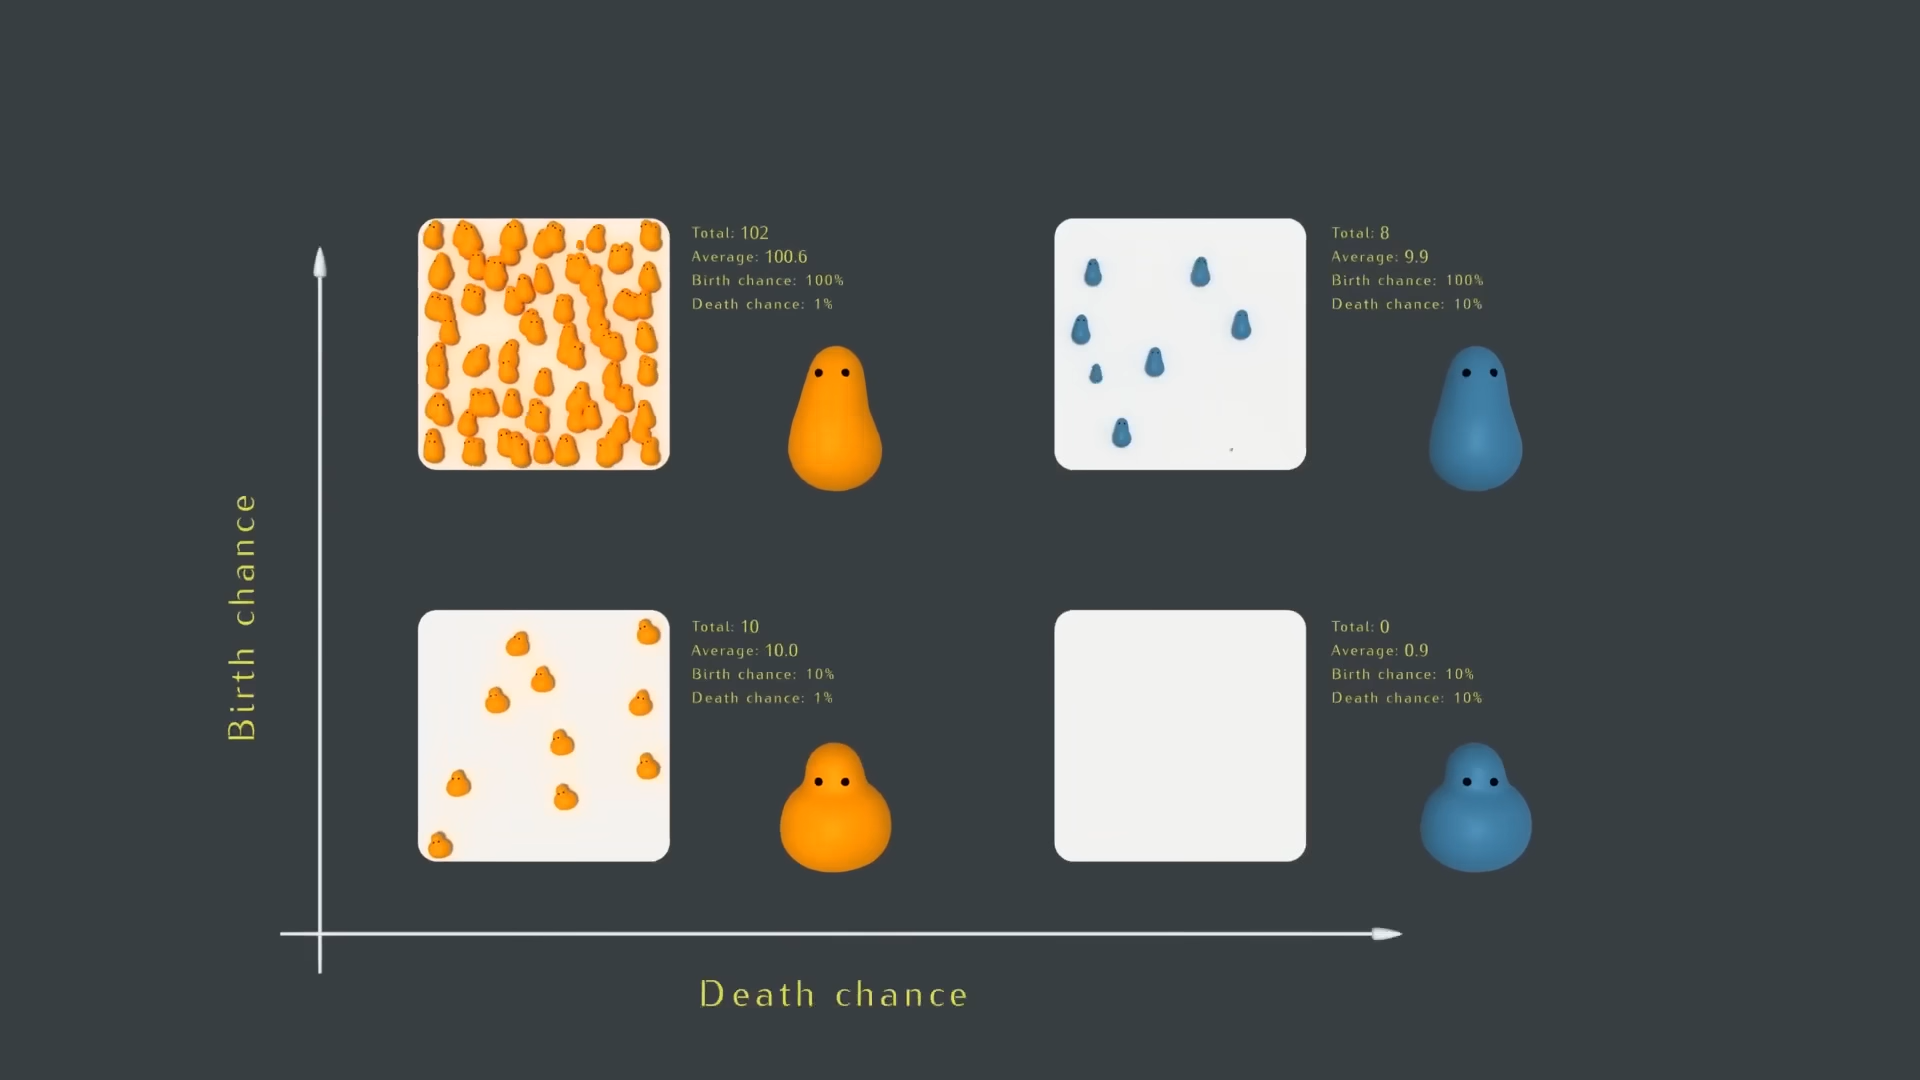 Total: 102
Average: 100.6
Birth chance: 100%
Death chance: 1%
Total: 8
Average: 9.9
Birth chance: 100%
Death chance: 10%
Birth chance
Total: 10
Average: 10.0
Birth chance: 10%
Death chance: 1%
Total: 0
Average: 0.9
Birth chance: 10%
Death chance: 10%
Death chance